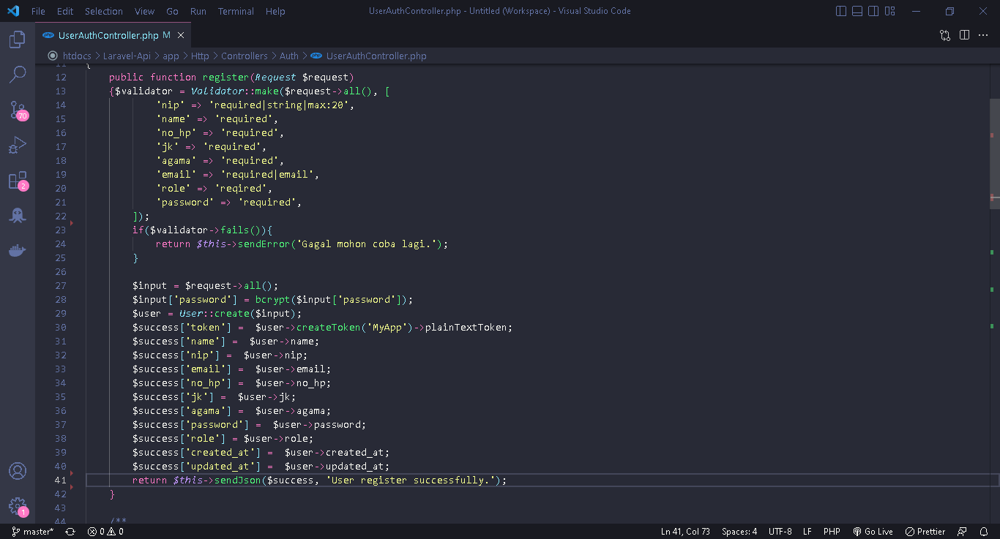 File Edit Selection View Go Run Terminal Help UserAuthController.php - Untitled (Workspace) - Visual Studio Code
UserAuthController.php M
htdocs > Laravel-Api > app > Http > Controllers > Auth > UserAuthController.php
11 {
12 public function register(Request $request)
13 {$validator = Validator::make($request->all(), [
14 'nip' => 'required|string|max:20',
15 'name' => 'required',
16 'no_hp' => 'required',
17 'jk' => 'required',
18 'agama' => 'required',
19 'email' => 'required|email',
20 'role' => 'reqired',
21 'password' => 'required',
22 ]);
23 if($validator->fails()){
24 return $this->sendError('Gagal mohon coba lagi.');
25 }
26
27 $input = $request->all();
28 $input['password'] = bcrypt($input['password']);
29 $user = User::create($input);
30 $success['token'] =  $user->createToken('MyApp')->plainTextToken;
31 $success['name'] =  $user->name;
32 $success['nip'] =  $user->nip;
33 $success['email'] =  $user->email;
34 $success['no_hp'] =  $user->no_hp;
35 $success['jk'] =  $user->jk;
36 $success['agama'] =  $user->agama;
37 $success['password'] =  $user->password;
38 $success['role'] = $user->role;
39 $success['created_at'] =  $user->created_at;
40 $success['updated_at'] =  $user->updated_at;
41 return $this->sendJson($success, 'User register successfully.');
42 }
43
44 /**
70
2
1
master* 0 0 Ln 41, Col 73 Spaces: 4 UTF-8 LF PHP Go Live Prettier